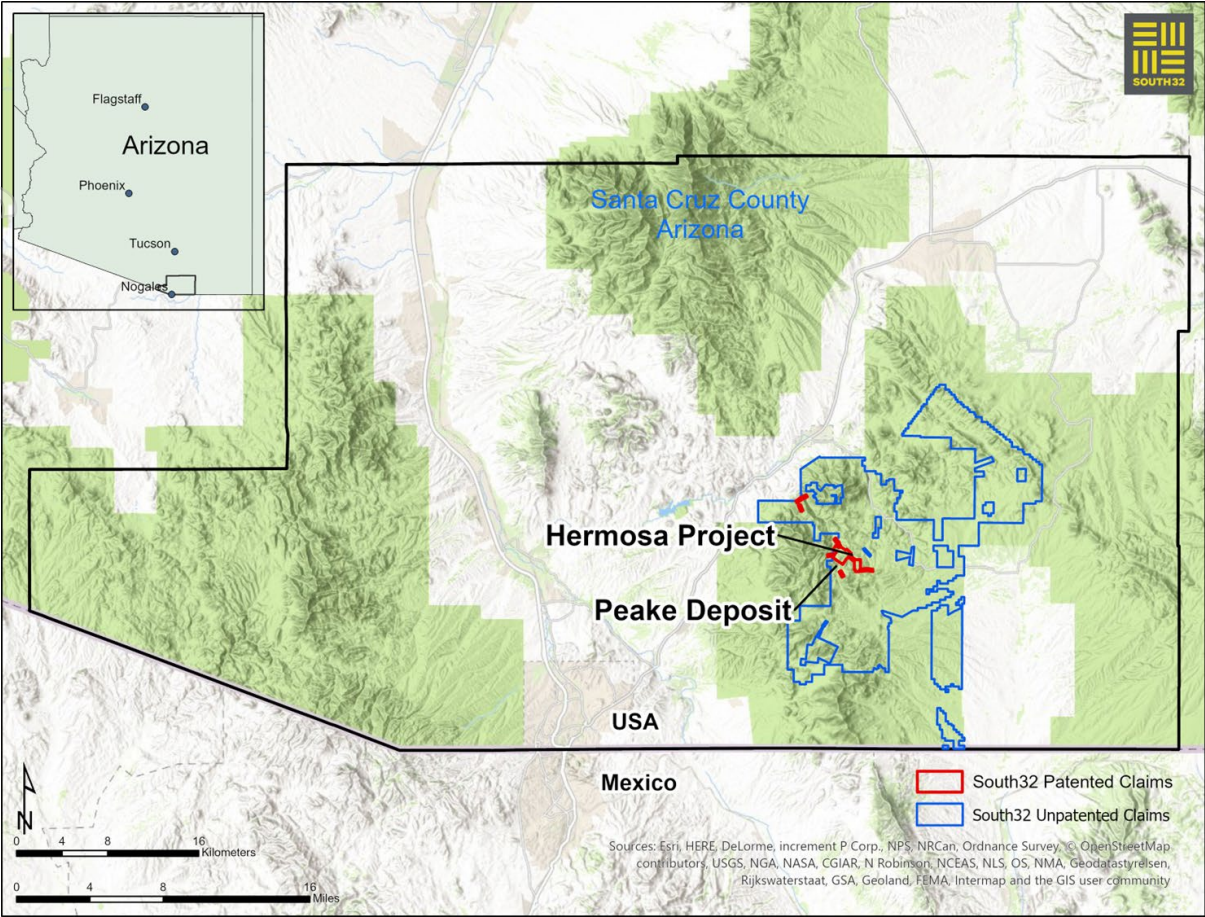 SOUTH32
Flagstaff
Arizona
Phoenix
Tucson
Nogales
Santa Cruz County
Arizona
Hermosa Project
Peake Deposit
USA
Mexico
South32 Patented Claims
South32 Unpatented Claims
N
0 4 8 16
Kilometers
0 4 8 16
Miles
Sources: Esri, HERE, DeLorme, increment P Corp., NPS, NRCan, Ordnance Survey, © OpenStreetMap
contributors, USGS, NGA, NASA, CGIAR, N Robinson, NCEAS, NLS, OS, NMA, Geodatastyrelsen,
Rijkswaterstaat, GSA, Geoland, FEMA, Intermap and the GIS user community